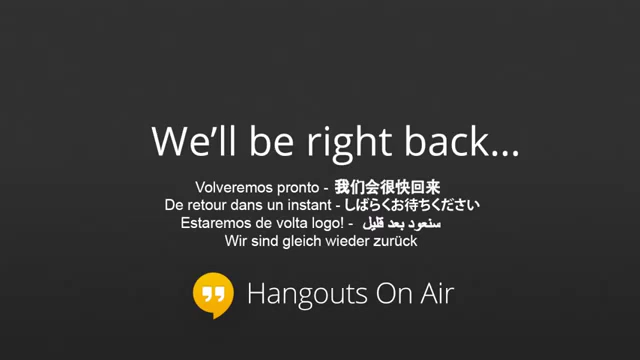 We'll be right back...
Volveremos pronto - 我们会很快回来
De retour dans un instant - しばらくお待ちください
Estaremos de volta logo! - سنعود بعد قليل
Wir sind gleich wieder zurück
Hangouts On Air